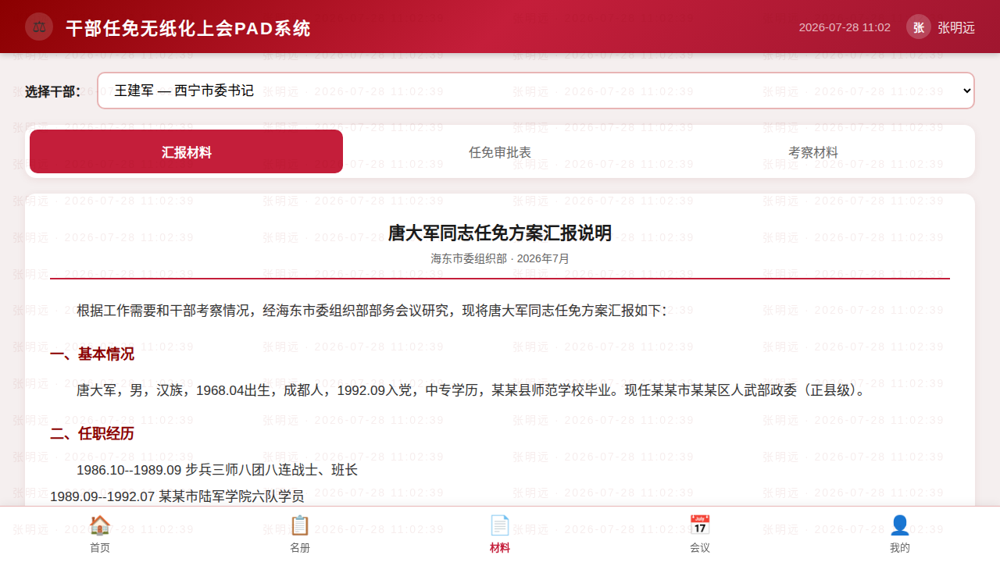 干部任免无纸化上会PAD系统
2026-07-28 11:02
张 张明远
选择干部：
王建军 — 西宁市委书记
汇报材料
任免审批表
考察材料
唐大军同志任免方案汇报说明
海东市委组织部 · 2026年7月
根据工作需要和干部考察情况，经海东市委组织部部务会议研究，现将唐大军同志任免方案汇报如下：
一、基本情况
唐大军，男，汉族，1968.04出生，成都人，1992.09入党，中专学历，某某县师范学校毕业。现任某某市某某区人武部政委（正县级）。
二、任职经历
1986.10--1989.09 步兵三师八团八连战士、班长
1989.09--1992.07 某某市陆军学院六队学员
首页
名册
材料
会议
我的
张明远 · 2026-07-28 11:02:39